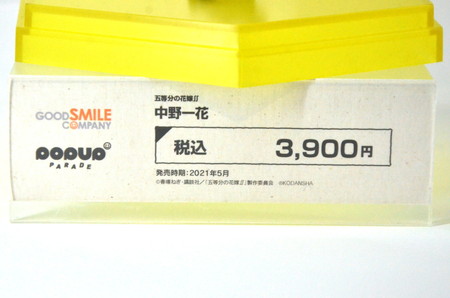 GOOD SMILE
COMPANY
POPUP
PARADE
五等分の花嫁∬
中野一花
税込 3,900円
発売時期:2021年5月
©春場ねぎ・講談社/「五等分の花嫁∬」製作委員会 ©KODANSHA